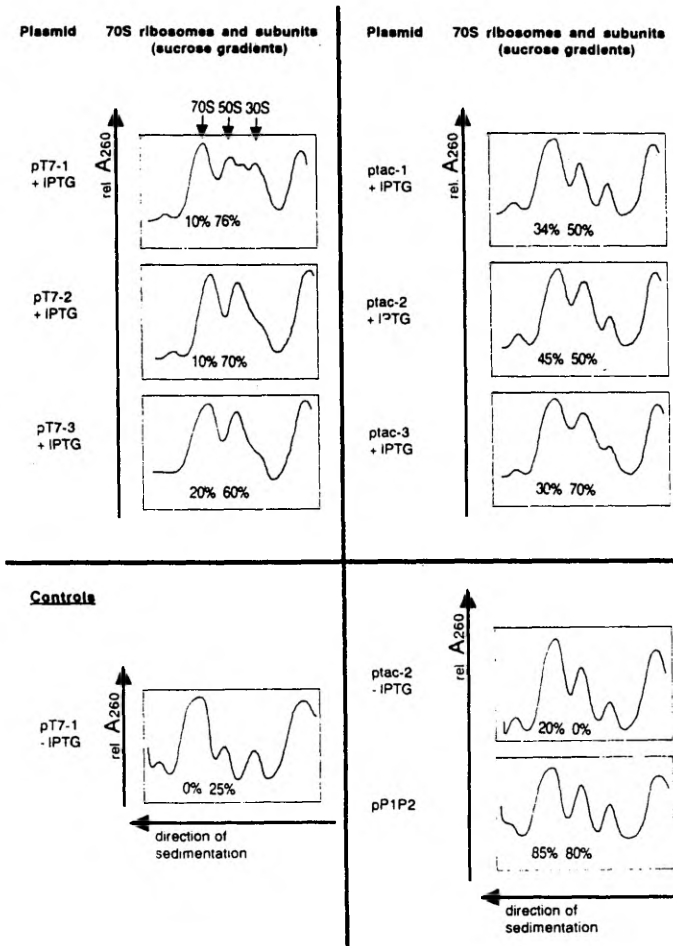 Plasmid 70S ribosomes and subunits
(sucrose gradients)
70S 50S 30S
rel. A260
pT7-1
+ IPTG
10% 76%
pT7-2
+ IPTG
10% 70%
pT7-3
+ IPTG
20% 60%
Plasmid 70S ribosomes and subunits
(sucrose gradients)
rel. A260
ptac-1
+ IPTG
34% 50%
ptac-2
+ IPTG
45% 50%
ptac-3
+ IPTG
30% 70%
Controls
rel. A260
pT7-1
- IPTG
0% 25%
direction of
sedimentation
rel. A260
ptac-2
- IPTG
20% 0%
pP1P2
85% 80%
direction of
sedimentation